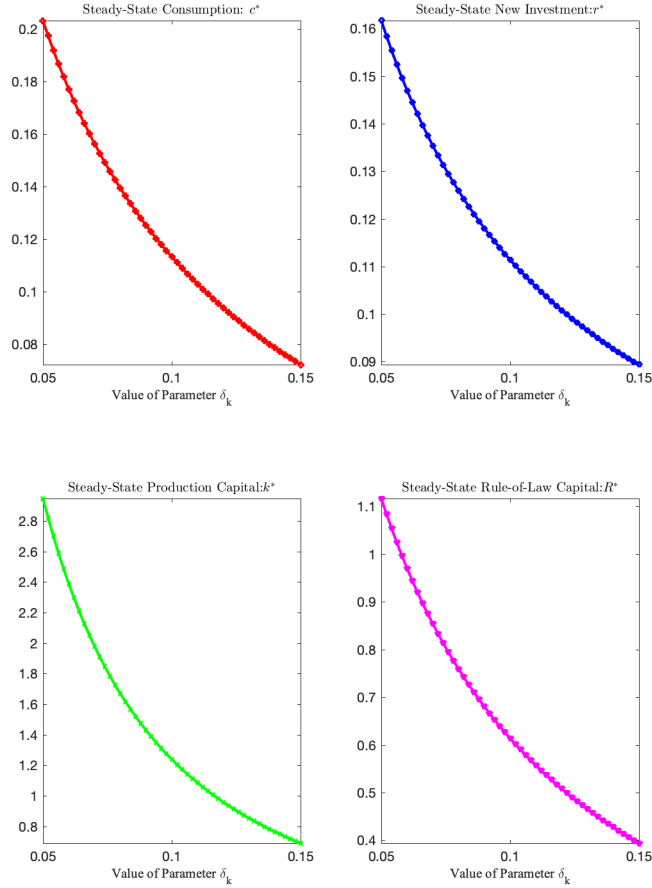 Steady-State Consumption: c*
0.2
0.18
0.16
0.14
0.12
0.1
0.08
0.05 0.1 0.15
Value of Parameter δk
Steady-State New Investment:r*
0.16
0.15
0.14
0.13
0.12
0.11
0.1
0.09
0.05 0.1 0.15
Value of Parameter δk
Steady-State Production Capital:k*
2.8
2.6
2.4
2.2
2
1.8
1.6
1.4
1.2
1
0.8
0.05 0.1 0.15
Value of Parameter δk
Steady-State Rule-of-Law Capital:R*
1.1
1
0.9
0.8
0.7
0.6
0.5
0.4
0.05 0.1 0.15
Value of Parameter δk